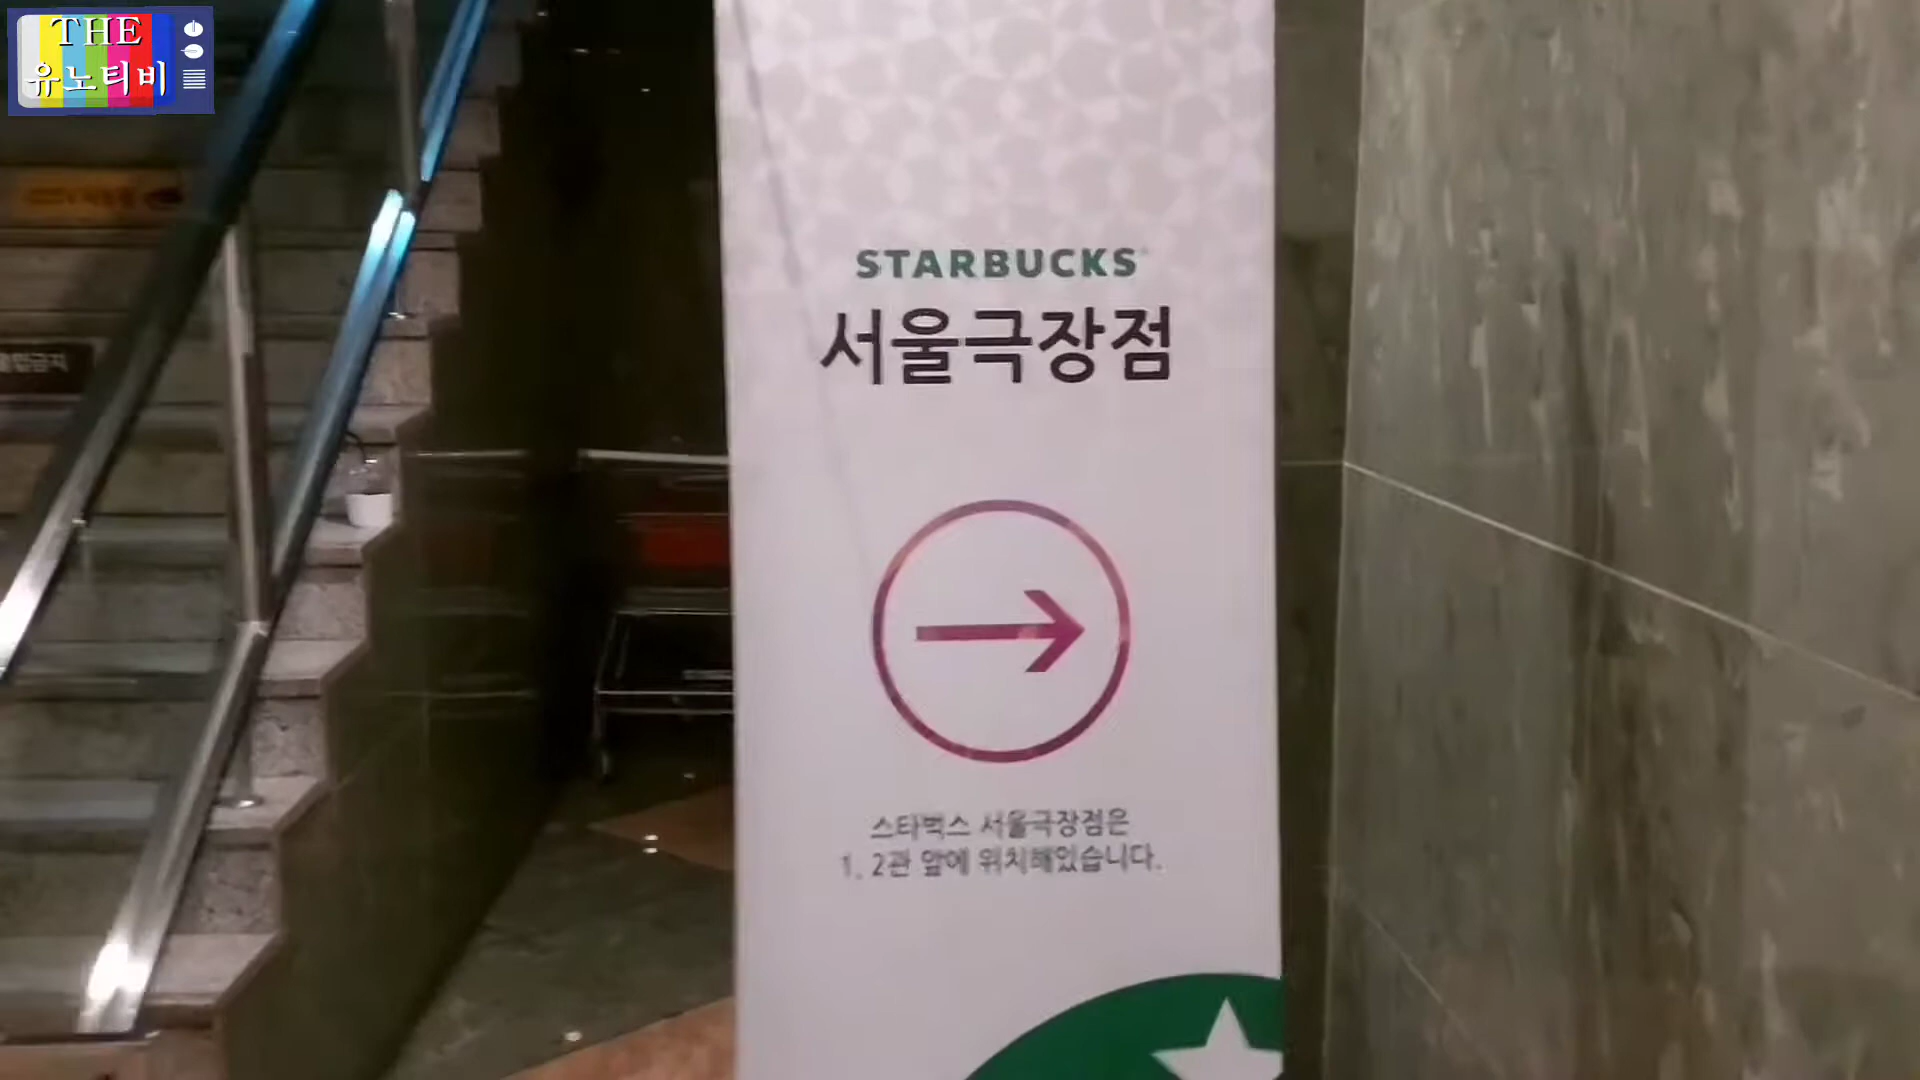 THE
유노티비
STARBUCKS
서울극장점
스타벅스 서울극장점은
1, 2관 앞에 위치해있습니다.